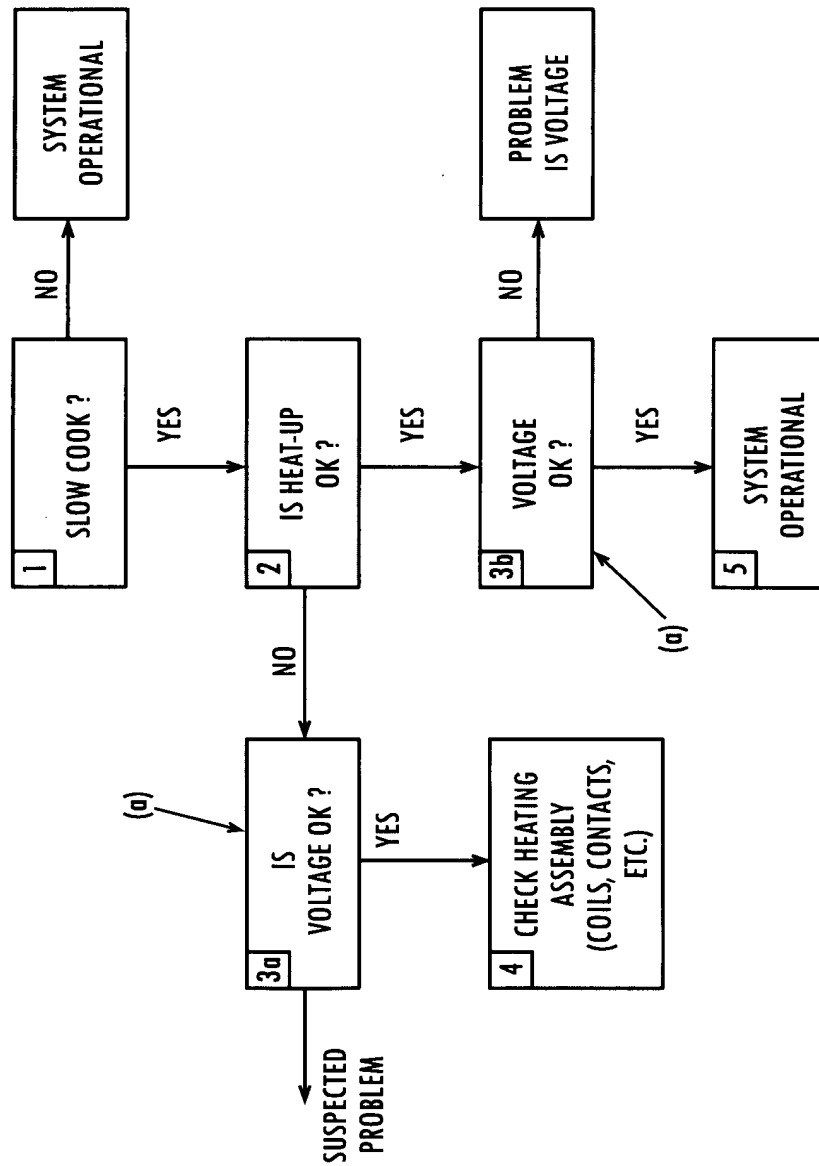 1
SLOW COOK ?
NO
SYSTEM
OPERATIONAL
YES
2
IS HEAT-UP
OK ?
NO
YES
(a)
3a
IS
VOLTAGE OK ?
SUSPECTED
PROBLEM
YES
4
CHECK HEATING
ASSEMBLY
(COILS, CONTACTS,
ETC.)
3b
VOLTAGE
OK ?
(a)
NO
PROBLEM
IS VOLTAGE
YES
5
SYSTEM
OPERATIONAL